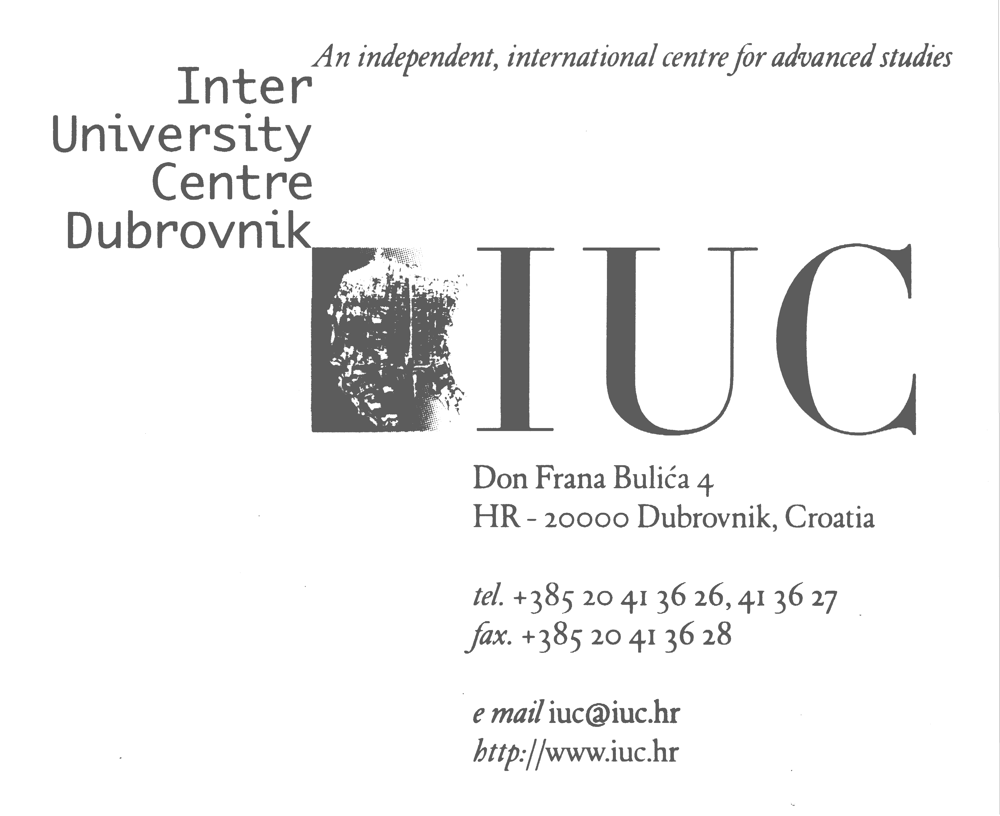 An independent, international centre for advanced studies
Inter
University
Centre
Dubrovnik
IUC
Don Frana Bulića 4
HR - 20000 Dubrovnik, Croatia
tel. +385 20 41 36 26, 41 36 27
fax. +385 20 41 36 28
e mail iuc@iuc.hr
http://www.iuc.hr